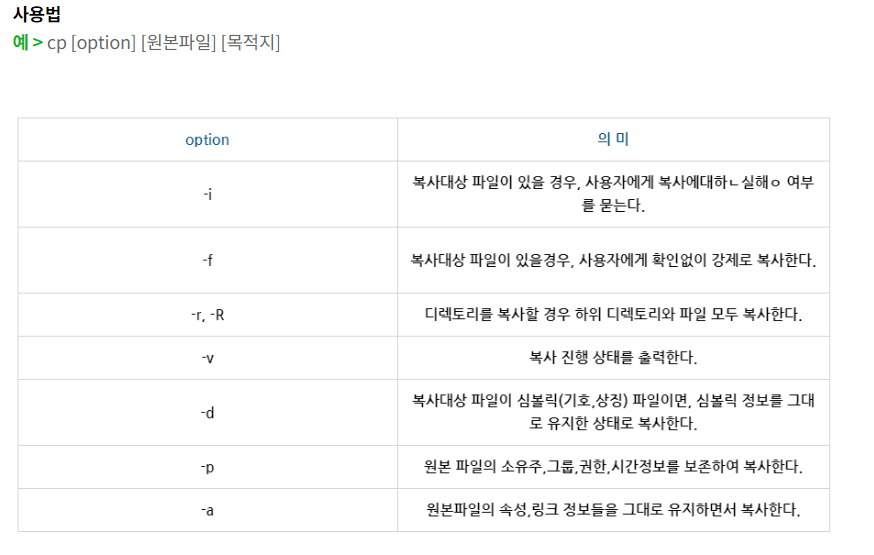 사용법
예 > cp [option] [원본파일] [목적지]
option 의 미
-i 복사대상 파일이 있을 경우, 사용자에게 복사에대하ㄴ실해ㅇ 여부
를 묻는다.
-f 복사대상 파일이 있을경우, 사용자에게 확인없이 강제로 복사한다.
-r, -R 디렉토리를 복사할 경우 하위 디렉토리와 파일 모두 복사한다.
-v 복사 진행 상태를 출력한다.
-d 복사대상 파일이 심볼릭(기호,상징) 파일이면, 심볼릭 정보를 그대
로 유지한 상태로 복사한다.
-p 원본 파일의 소유주,그룹,권한,시간정보를 보존하여 복사한다.
-a 원본파일의 속성,링크 정보들을 그대로 유지하면서 복사한다.